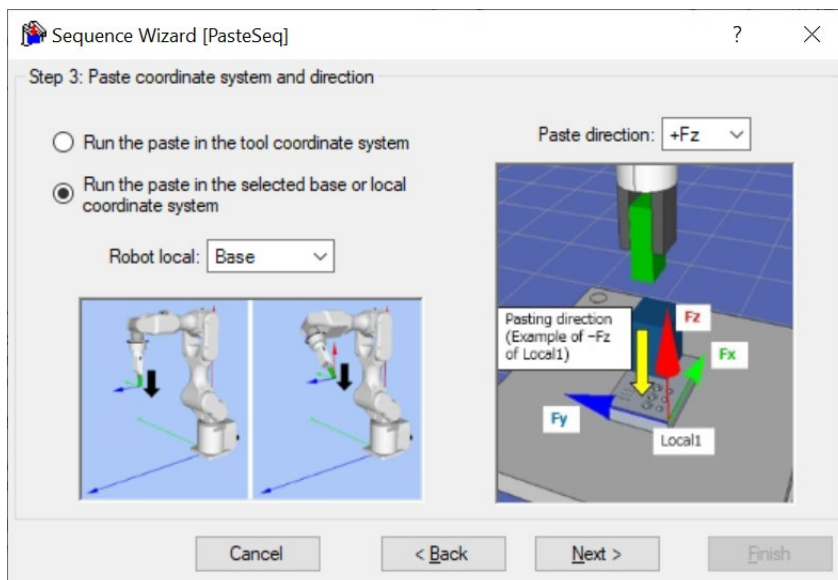 Sequence Wizard [PasteSeq]
?
Step 3: Paste coordinate system and direction
Run the paste in the tool coordinate system
Run the paste in the selected base or local
coordinate system
Robot local: Base
Paste direction: +Fz
Pasting direction
(Example of -Fz
of Local1)
Fz
Fx
Fy
Local1
Cancel
< Back
Next >
Finish